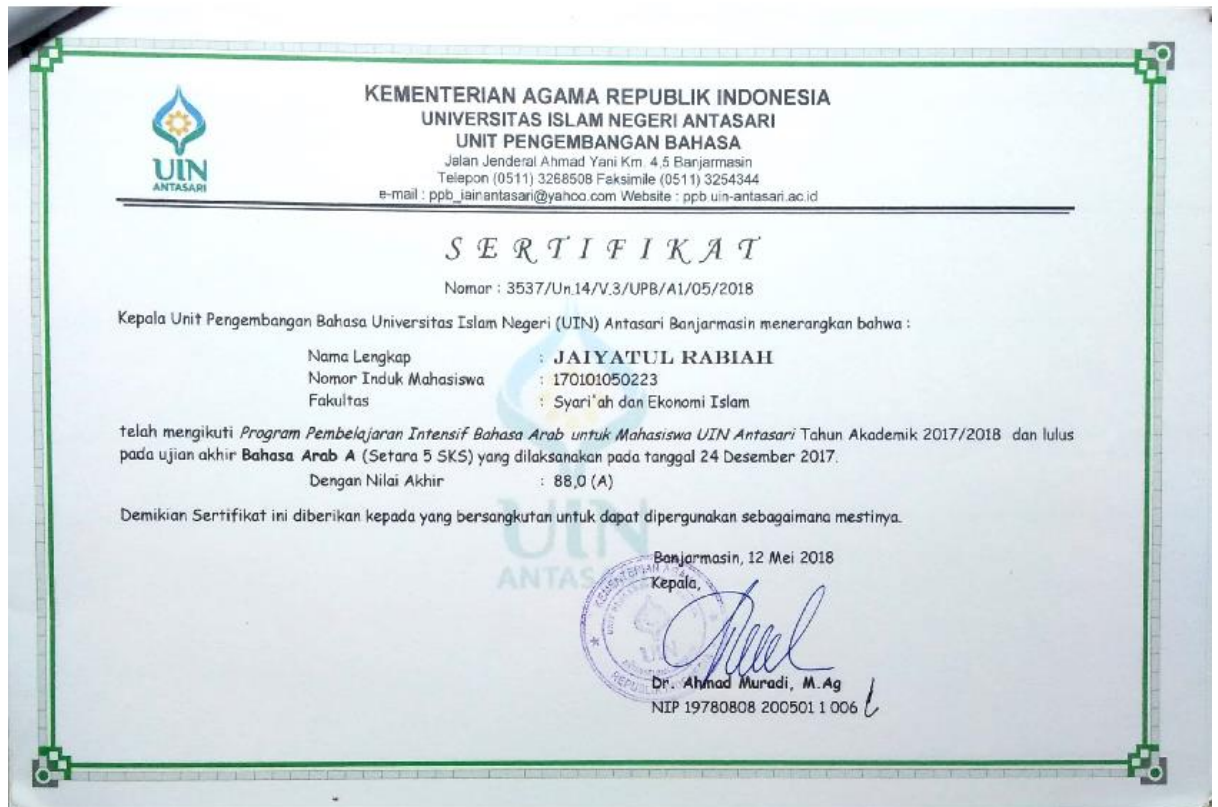 UIN
ANTASARI
KEMENTERIAN AGAMA REPUBLIK INDONESIA
UNIVERSITAS ISLAM NEGERI ANTASARI
UNIT PENGEMBANGAN BAHASA
Jalan Jenderal Ahmad Yani Km. 4,5 Banjarmasin
Telepon (0511) 3268508 Faksimile (0511) 3254344
e-mail : ppb_iainantasari@yahoo.com Website : ppb.uin-antasari.ac.id
SERTIFIKAT
Nomor : 3537/Un.14/V.3/UPB/A1/05/2018
Kepala Unit Pengembangan Bahasa Universitas Islam Negeri (UIN) Antasari Banjarmasin menerangkan bahwa :
Nama Lengkap : JAIYATUL RABIAH
Nomor Induk Mahasiswa : 170101050223
Fakultas : Syari'ah dan Ekonomi Islam
telah mengikuti Program Pembelajaran Intensif Bahasa Arab untuk Mahasiswa UIN Antasari Tahun Akademik 2017/2018 dan lulus
pada ujian akhir Bahasa Arab A (Setara 5 SKS) yang dilaksanakan pada tanggal 24 Desember 2017.
Dengan Nilai Akhir : 88,0 (A)
Demikian Sertifikat ini diberikan kepada yang bersangkutan untuk dapat dipergunakan sebagaimana mestinya.
UIN
Banjarmasin, 12 Mei 2018
Kepala,
KEMENTERIAN
UIN
Dr. Ahmad Muradi, M.Ag
NIP 19780808 200501 1 006